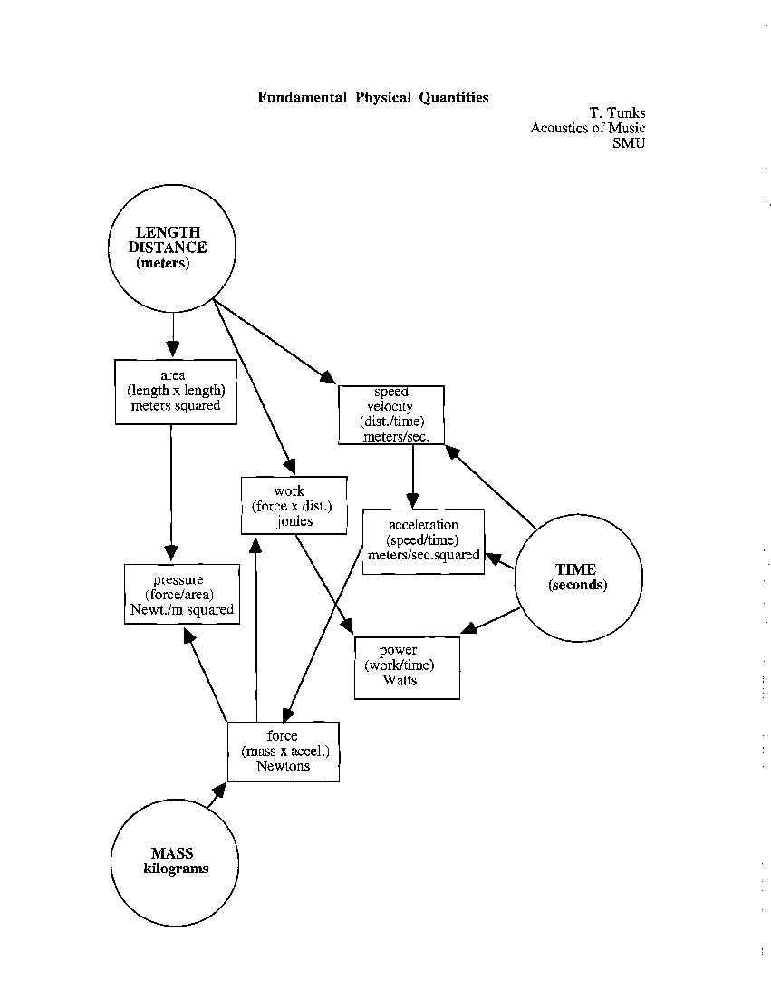 Fundamental Physical Quantities
T. Tunks
Acoustics of Music
SMU
LENGTH
DISTANCE
(meters)
area
(length x length)
meters squared
speed
velocity
(dist./time)
meters/sec.
work
(force x dist.)
joules
acceleration
(speed/time)
meters/sec.squared
TIME
(seconds)
pressure
(force/area)
Newt./m squared
power
(work/time)
Watts
force
(mass x accel.)
Newtons
MASS
kilograms